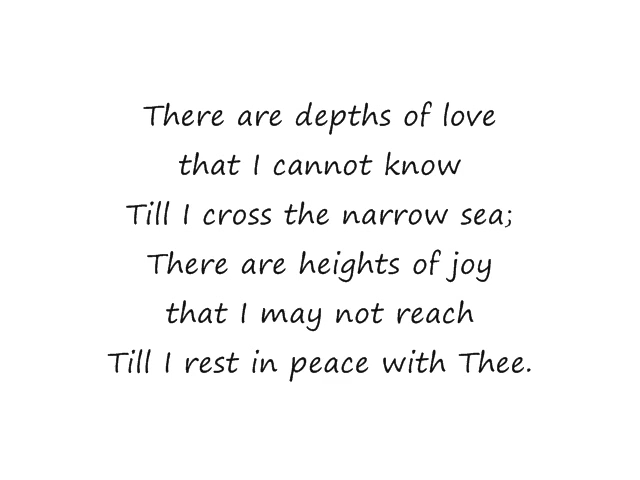 There are depths of love
that I cannot know
Till I cross the narrow sea;
There are heights of joy
that I may not reach
Till I rest in peace with Thee.